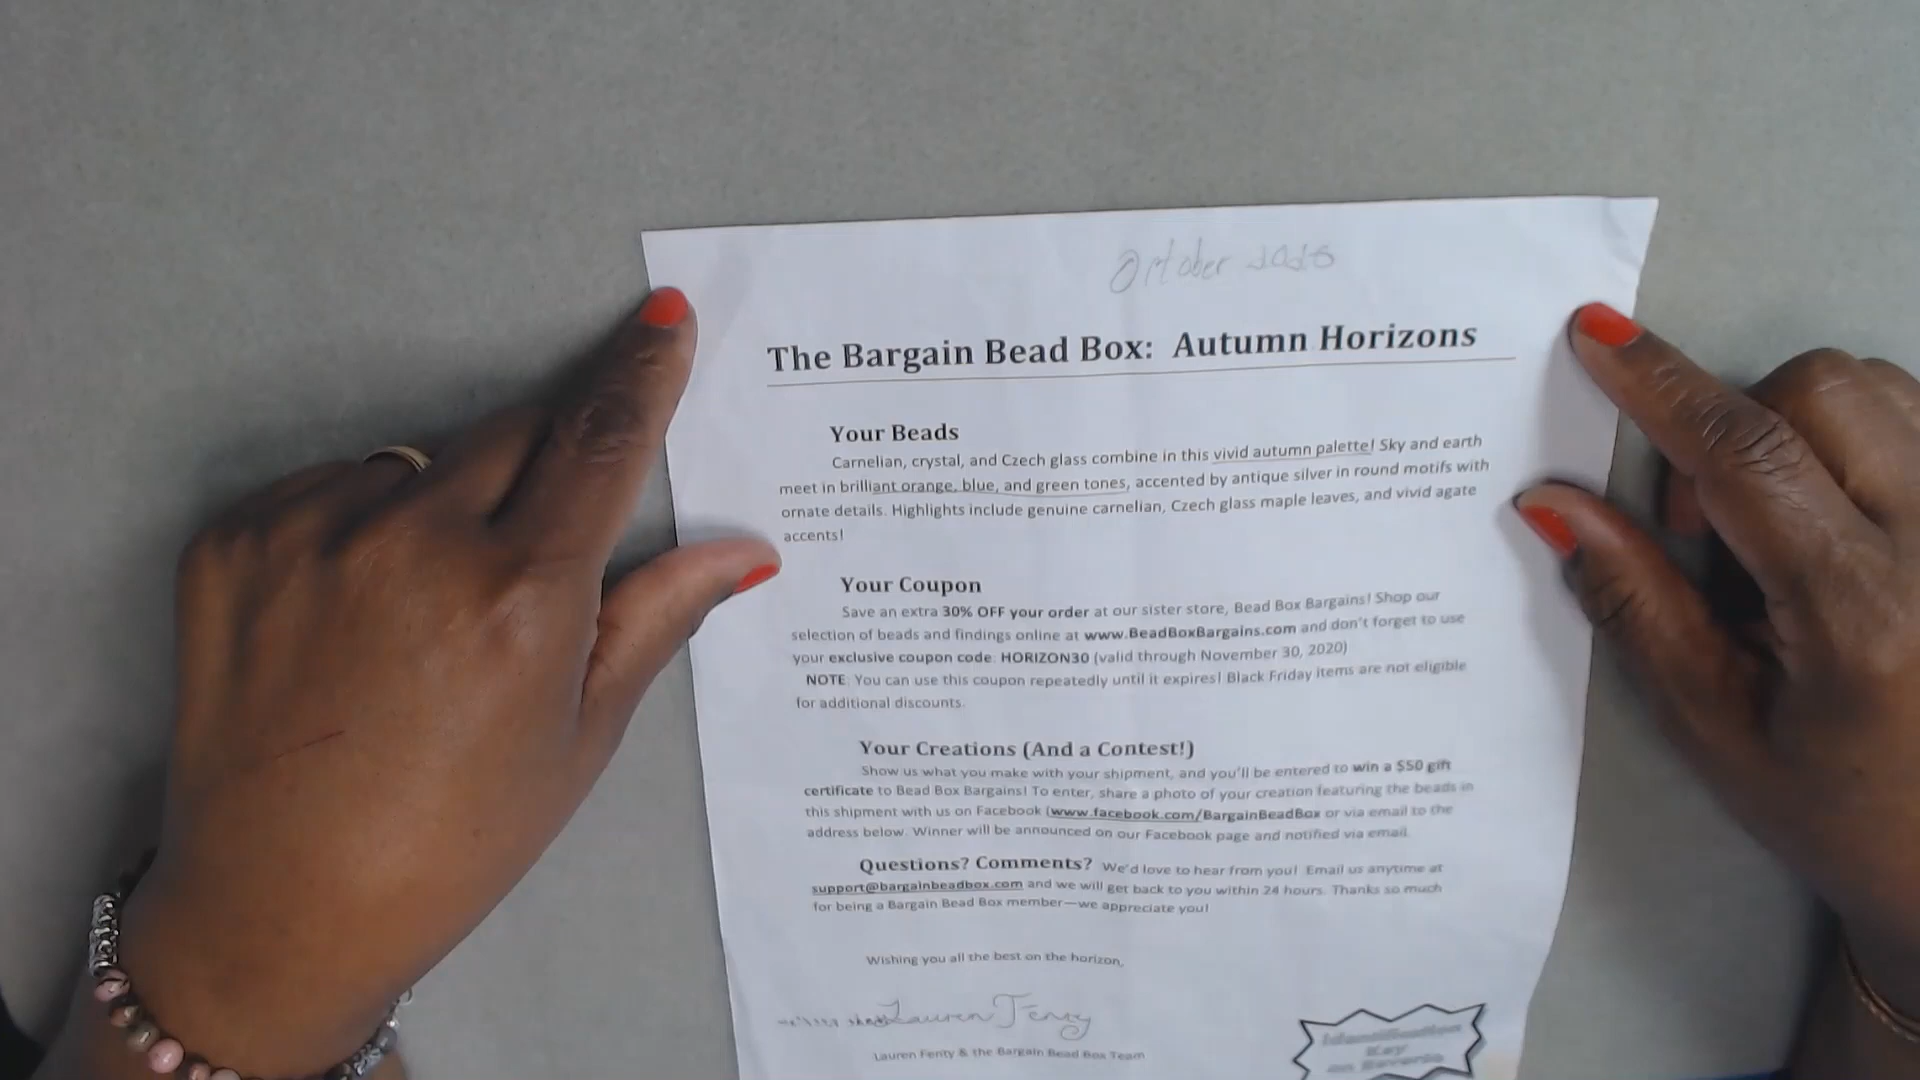 October 2020
The Bargain Bead Box: Autumn Horizons
Your Beads
Carnelian, crystal, and Czech glass combine in this vivid autumn palette! Sky and earth
meet in brilliant orange, blue, and green tones, accented by antique silver in round motifs with
ornate details. Highlights include genuine carnelian, Czech glass maple leaves, and vivid agate
accents!
Your Coupon
Save an extra 30% OFF your order at our sister store, Bead Box Bargains! Shop our
selection of beads and findings online at www.BeadBoxBargains.com and don't forget to use
your exclusive coupon code: HORIZON30 (valid through November 30, 2020)
NOTE: You can use this coupon repeatedly until it expires! Black Friday items are not eligible
for additional discounts.
Your Creations (And a Contest!)
Show us what you make with your shipment, and you'll be entered to win a $50 gift
certificate to Bead Box Bargains! To enter, share a photo of your creation featuring the beads in
this shipment with us on Facebook (www.facebook.com/BargainBeadBox or via email to the
address below. Winner will be announced on our Facebook page and notified via email.
Questions? Comments? We'd love to hear from you! Email us anytime at
support@bargainbeadbox.com and we will get back to you within 24 hours. Thanks so much
for being a Bargain Bead Box member—we appreciate you!
Wishing you all the best on the horizon,
Lauren Fenty
Lauren Fenty & the Bargain Bead Box Team
Identification
Key
on Reverse